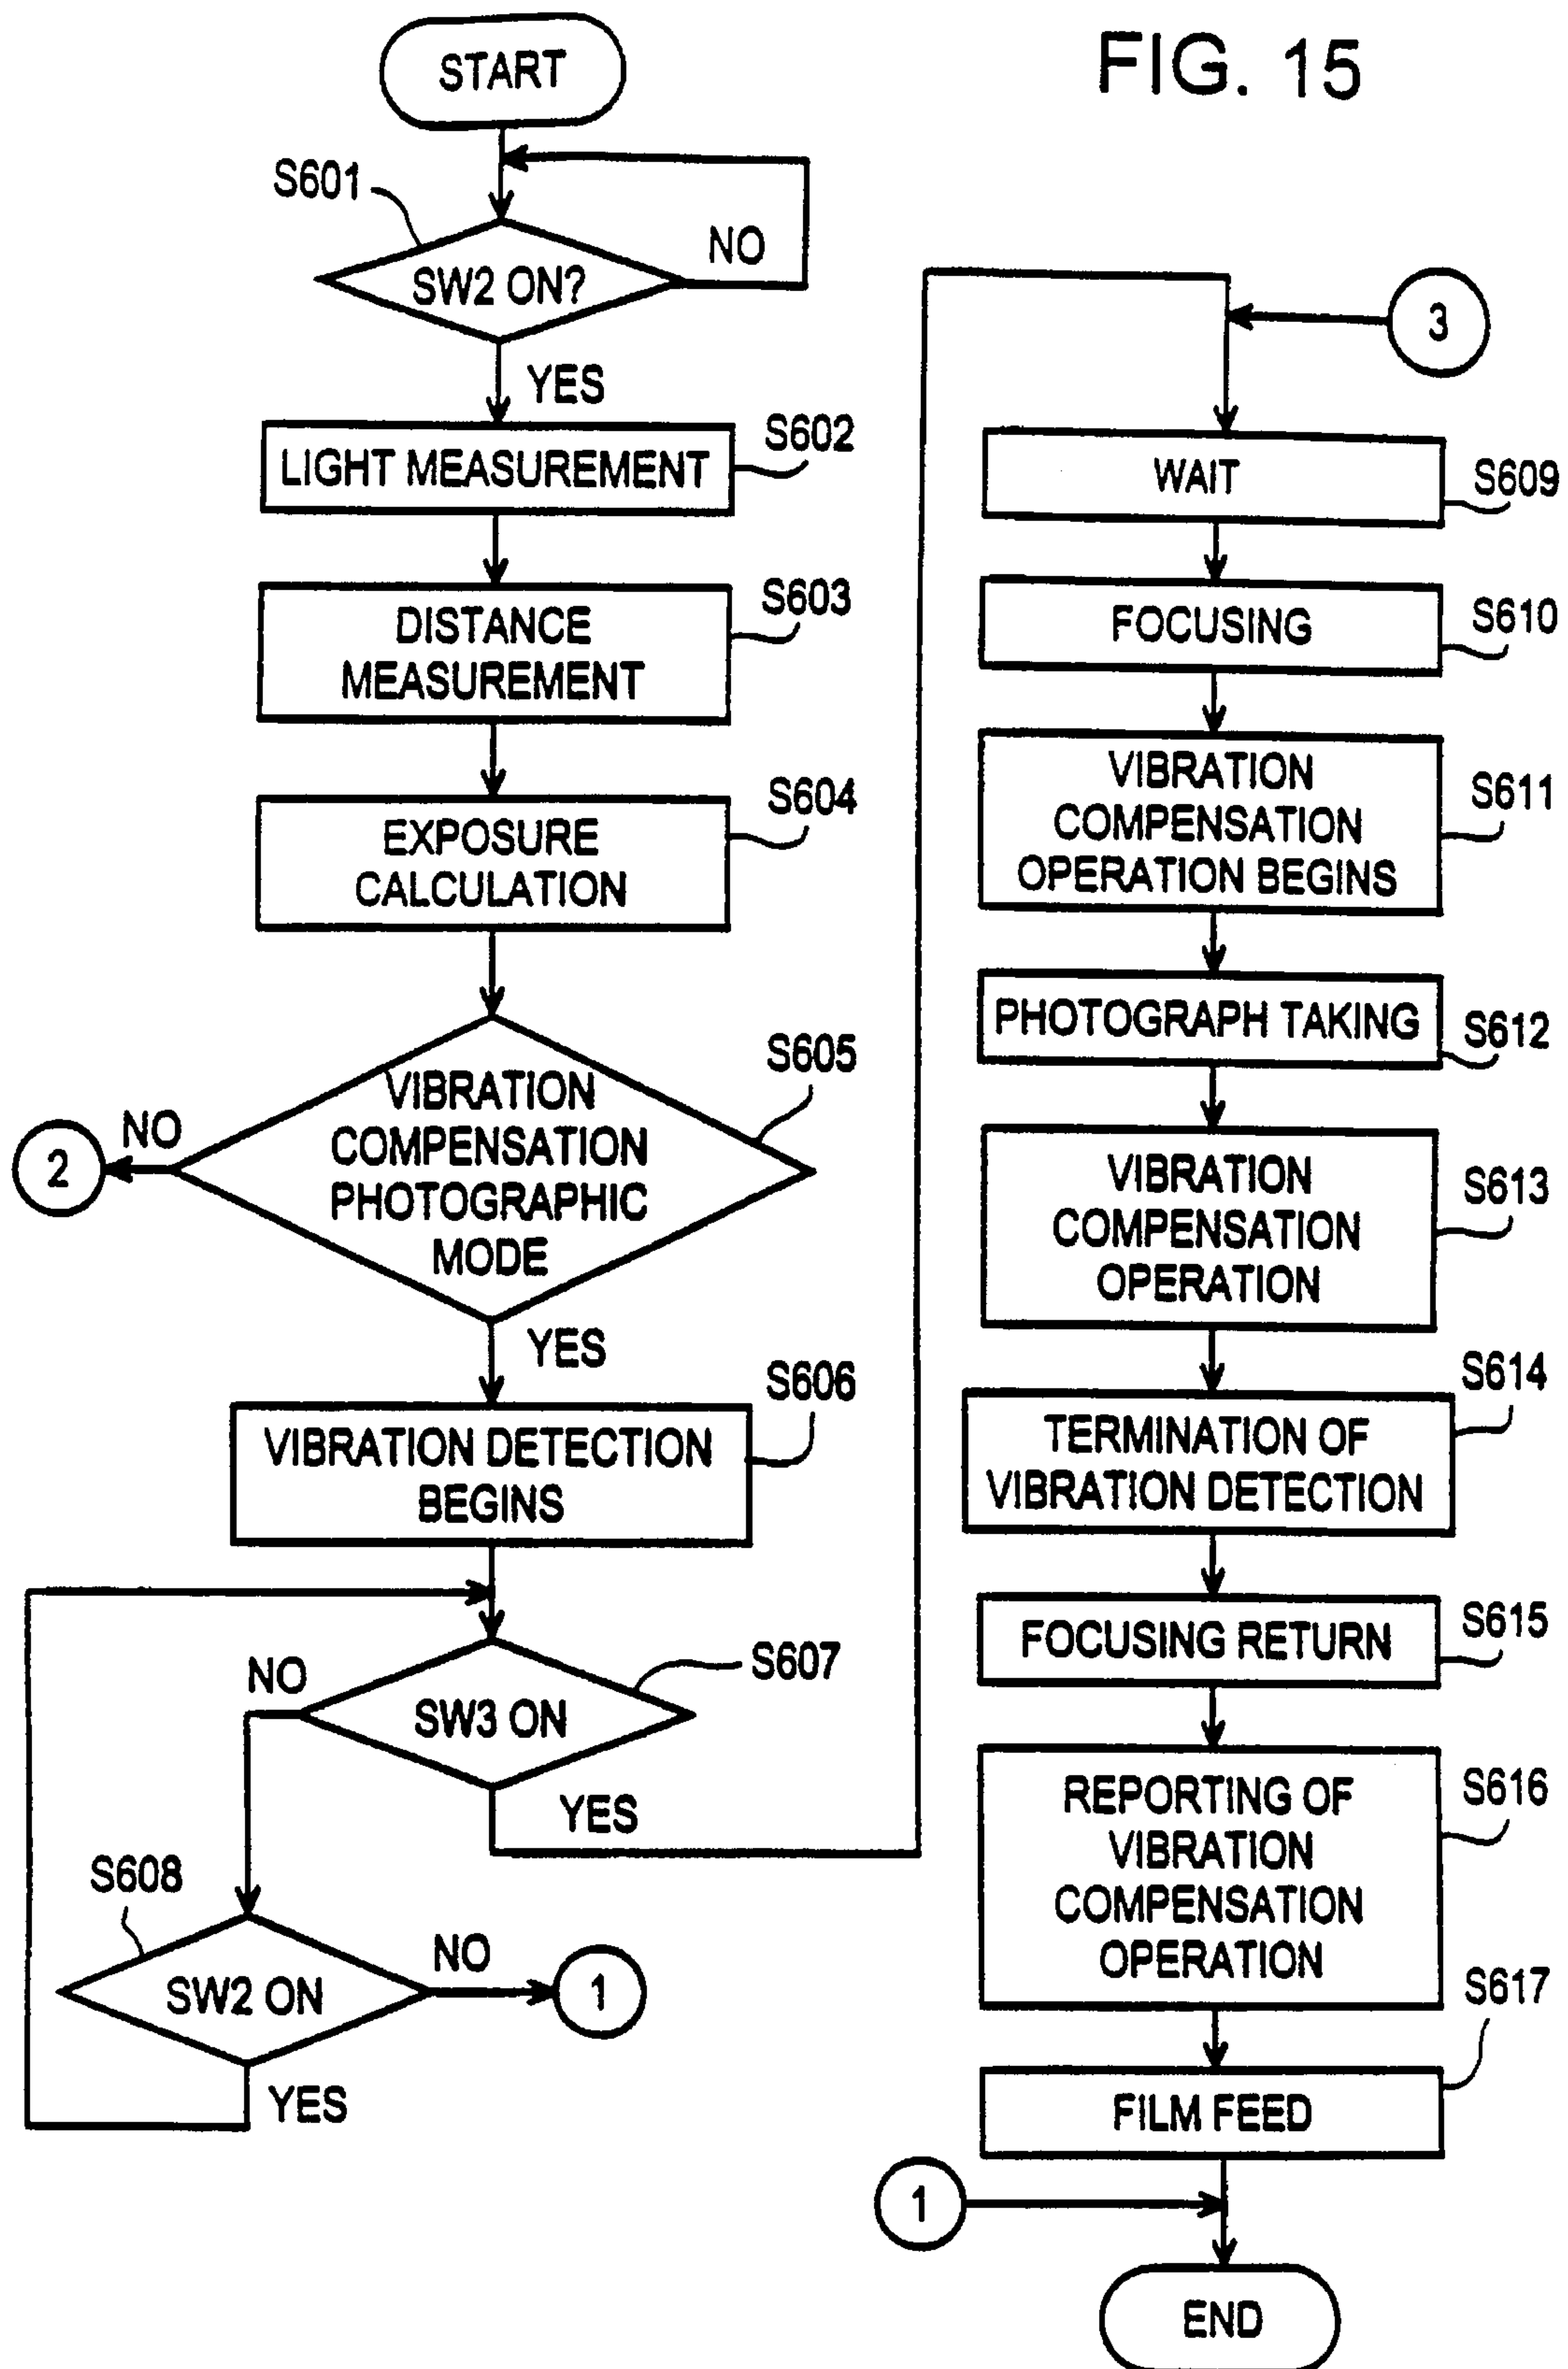 FIG. 15
START
S601
SW2 ON?
NO
YES
S602
LIGHT MEASUREMENT
S603
DISTANCE
MEASUREMENT
S604
EXPOSURE
CALCULATION
S605
VIBRATION
COMPENSATION
PHOTOGRAPHIC
MODE
NO
2
YES
S606
VIBRATION DETECTION
BEGINS
S607
SW3 ON
NO
YES
S608
SW2 ON
NO
1
YES
3
WAIT
S609
FOCUSING
S610
VIBRATION
COMPENSATION
OPERATION BEGINS
S611
PHOTOGRAPH TAKING
S612
VIBRATION
COMPENSATION
OPERATION
S613
S614
TERMINATION OF
VIBRATION DETECTION
FOCUSING RETURN
S615
REPORTING OF
VIBRATION
COMPENSATION
OPERATION
S616
S617
FILM FEED
1
END